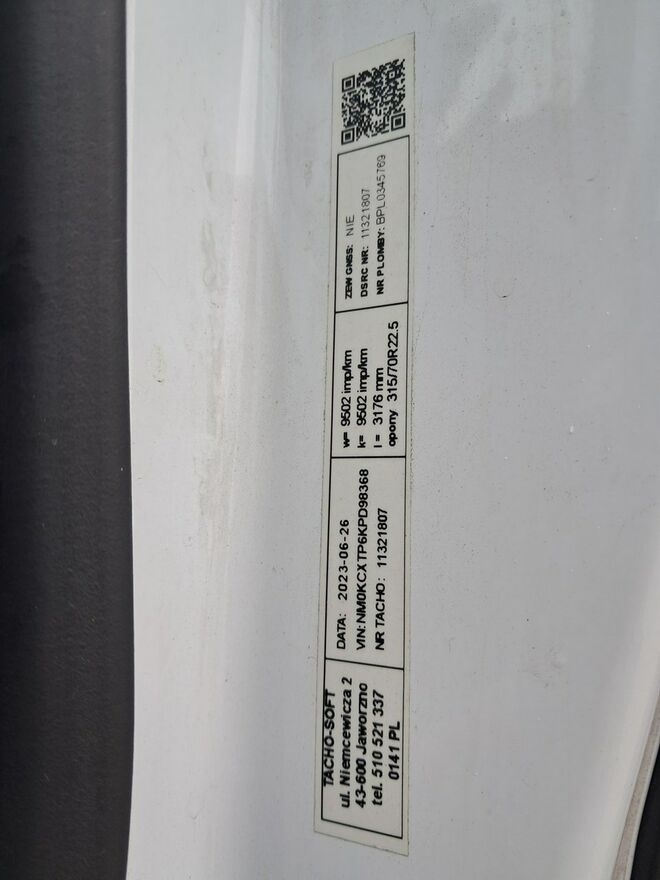 TACHO-SOFT
ul. Niemcewicza 2
43-600 Jaworzno
tel. 510 521 337
0141 PL
DATA: 2023-06-26
VIN: NM0KCXTP6KPD98368
NR TACHO: 11321807
w= 9502 imp/km
k= 9502 imp/km
l = 3176 mm
opony 315/70R22.5
ZEW GNSS: NIE
DSRC NR: 11321807
NR PLOMBY: BPL0345769